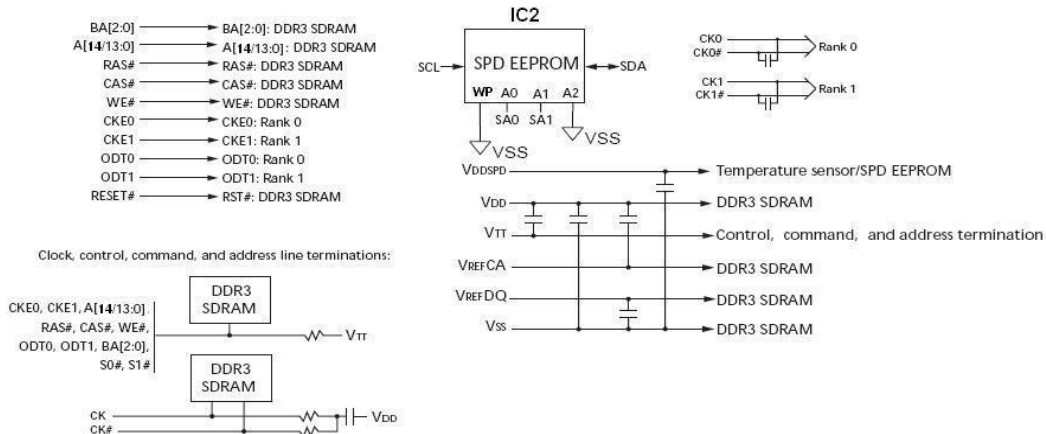 BA[2:0] BA[2:0]: DDR3 SDRAM
A[14/13:0] A[14/13:0]: DDR3 SDRAM
RAS# RAS#: DDR3 SDRAM
CAS# CAS#: DDR3 SDRAM
WE# WE#: DDR3 SDRAM
CKE0 CKE0: Rank 0
CKE1 CKE1: Rank 1
ODT0 ODT0: Rank 0
ODT1 ODT1: Rank 1
RESET# RST#: DDR3 SDRAM
IC2
SCL SPD EEPROM SDA
WP A0 A1 A2
SA0 SA1
VSS
VSS
CK0
CK0#
Rank 0
CK1
CK1#
Rank 1
VDDSPD Temperature sensor/SPD EEPROM
VDD DDR3 SDRAM
VTT Control, command, and address termination
VREFCA DDR3 SDRAM
VREFDQ DDR3 SDRAM
VSS DDR3 SDRAM
Clock, control, command, and address line terminations:
DDR3
SDRAM
CKE0, CKE1, A[14/13:0].
RAS#, CAS#, WE#,
ODT0, ODT1, BA[2:0],
S0#, S1#
VTT
DDR3
SDRAM
CK
CK#
VDD